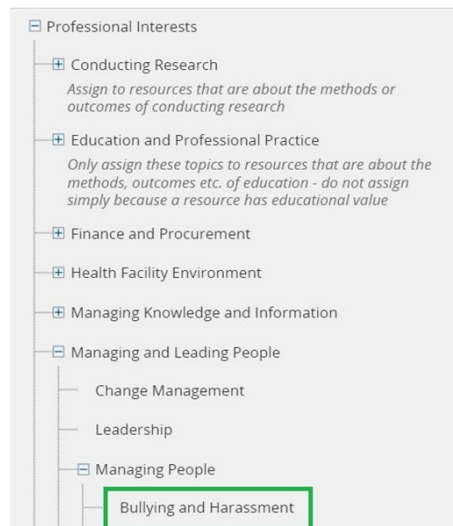 Professional Interests
Conducting Research
Assign to resources that are about the methods or
outcomes of conducting research
Education and Professional Practice
Only assign these topics to resources that are about the
methods, outcomes etc. of education - do not assign
simply because a resource has educational value
Finance and Procurement
Health Facility Environment
Managing Knowledge and Information
Managing and Leading People
Change Management
Leadership
Managing People
Bullying and Harassment